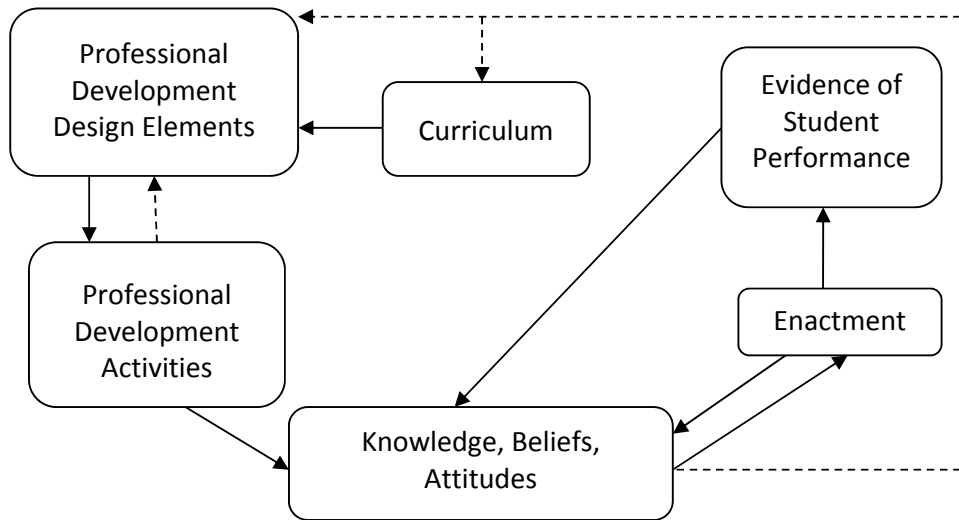 Professional
Development
Design Elements
Curriculum
Evidence of
Student
Performance
Professional
Development
Activities
Enactment
Knowledge, Beliefs,
Attitudes